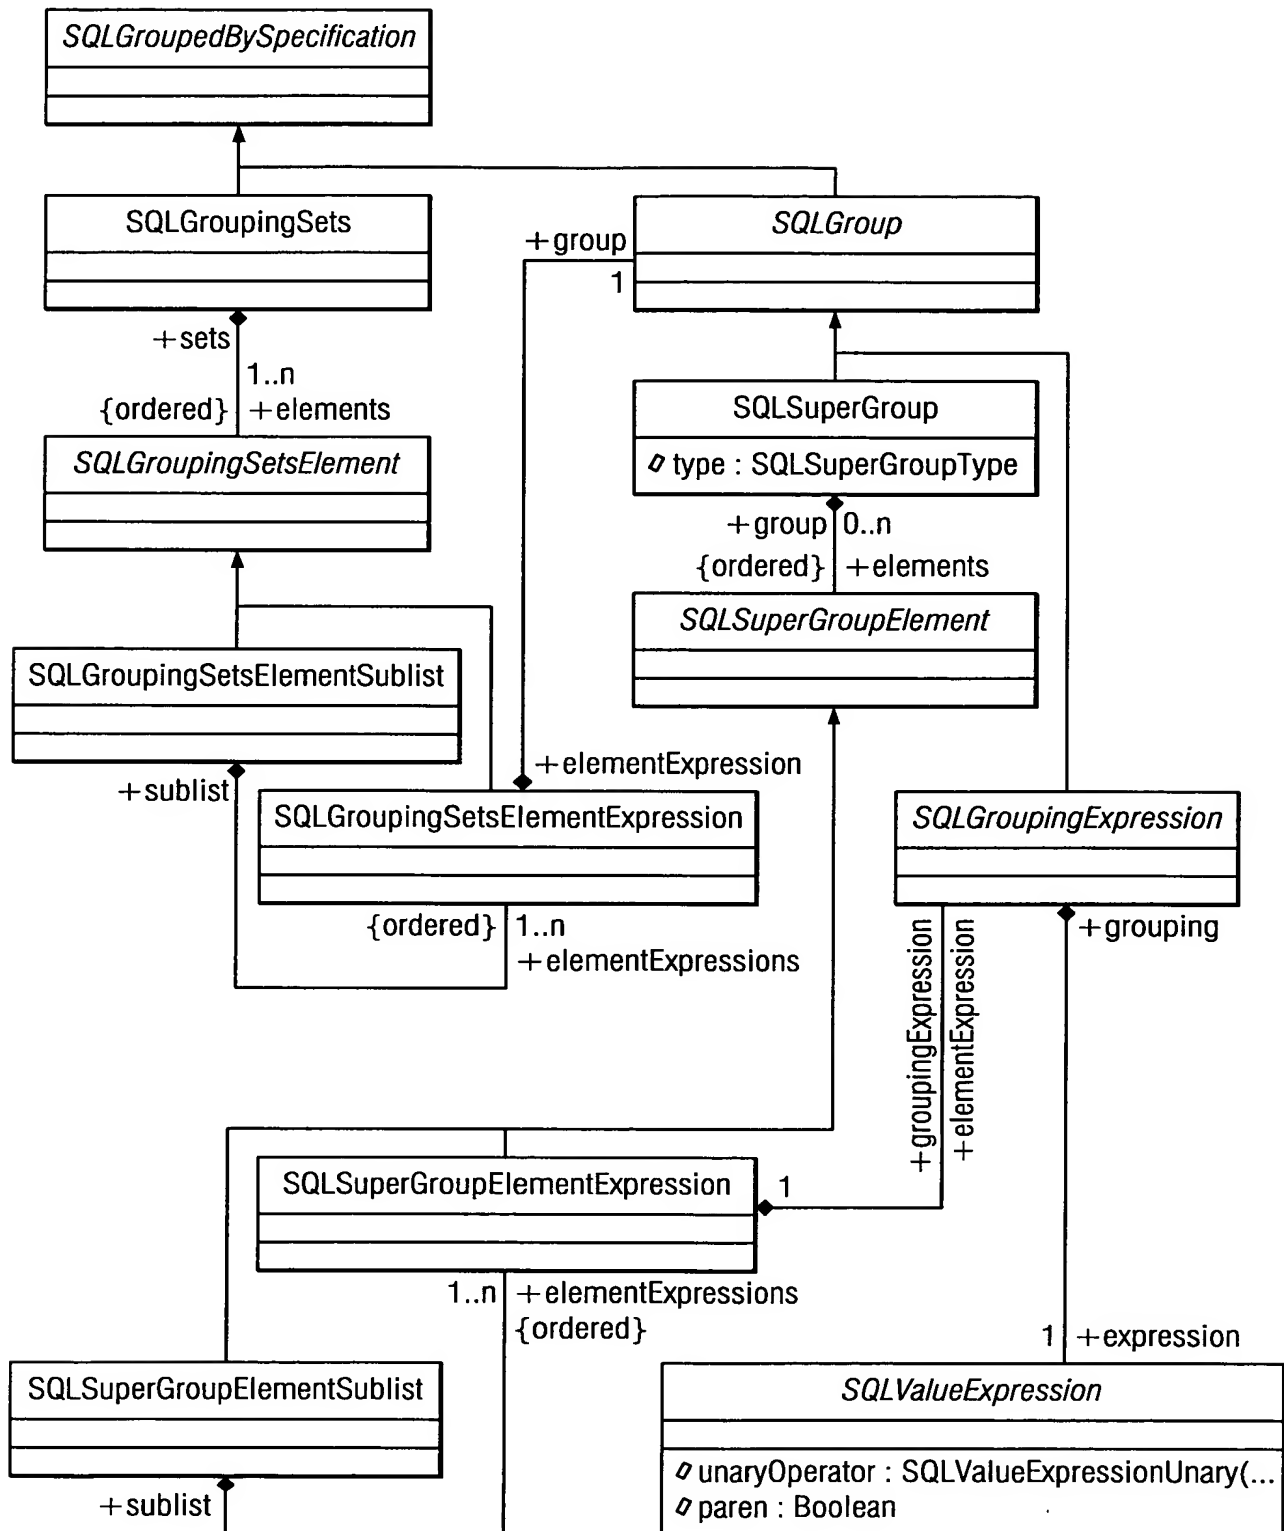 SQLGroupedBySpecification
SQLGroupingSets
SQLGroup
+group
1
+sets
1..n
{ordered} +elements
SQLSuperGroup
type : SQLSuperGroupType
SQLGroupingSetsElement
+group 0..n
{ordered} +elements
SQLSuperGroupElement
SQLGroupingSetsElementSublist
+elementExpression
+sublist
SQLGroupingSetsElementExpression
SQLGroupingExpression
{ordered} 1..n
+elementExpressions
+grouping
+groupingExpression
+elementExpression
SQLSuperGroupElementExpression
1
1..n +elementExpressions
{ordered}
1 +expression
SQLSuperGroupElementSublist
SQLValueExpression
unaryOperator : SQLValueExpressionUnary(...
paren : Boolean
+sublist